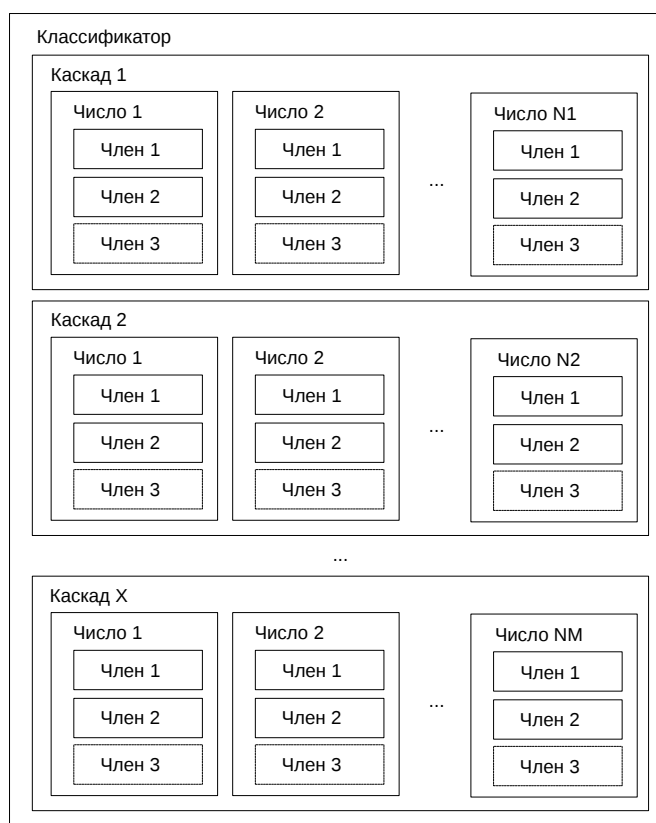 Классификатор
Каскад 1
Число 1
Число 2
Число N1
Член 1
Член 1
Член 1
Член 2
Член 2
...
Член 2
Член 3
Член 3
Член 3
Каскад 2
Число 1
Число 2
Число N2
Член 1
Член 1
Член 1
Член 2
Член 2
...
Член 2
Член 3
Член 3
Член 3
...
Каскад X
Число 1
Число 2
Число NM
Член 1
Член 1
Член 1
Член 2
Член 2
...
Член 2
Член 3
Член 3
Член 3